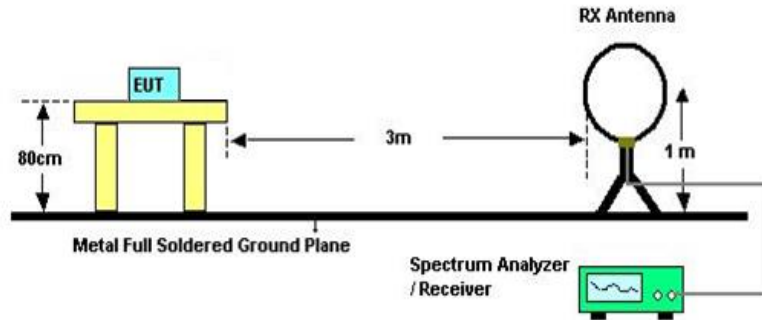 RX Antenna
EUT
3m
80cm
1 m
Metal Full Soldered Ground Plane
Spectrum Analyzer
/ Receiver